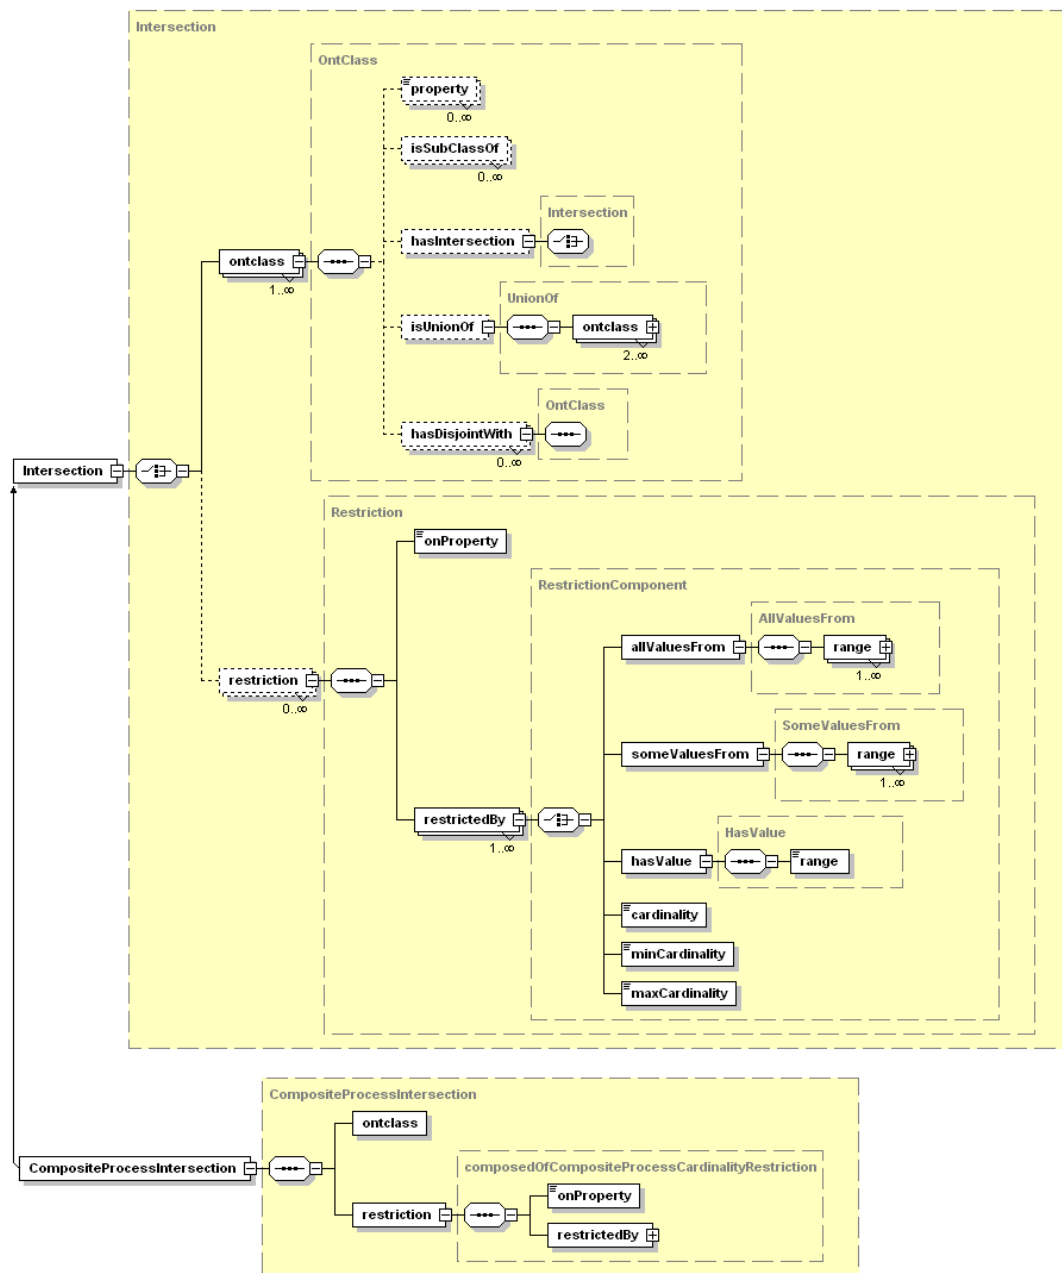 Intersection
OntClass
property
0..∞
isSubClassOf
0..∞
Intersection
hasIntersection
ontclass
1..∞
UnionOf
isUnionOf
ontclass
2..∞
OntClass
hasDisjointWith
0..∞
Intersection
Restriction
onProperty
RestrictionComponent
AllValuesFrom
allValuesFrom
range
1..∞
restriction
0..∞
SomeValuesFrom
someValuesFrom
range
1..∞
restrictedBy
1..∞
HasValue
hasValue
range
cardinality
minCardinality
maxCardinality
CompositeProcessIntersection
ontclass
CompositeProcessIntersection
composedOfCompositeProcessCardinalityRestriction
onProperty
restriction
restrictedBy